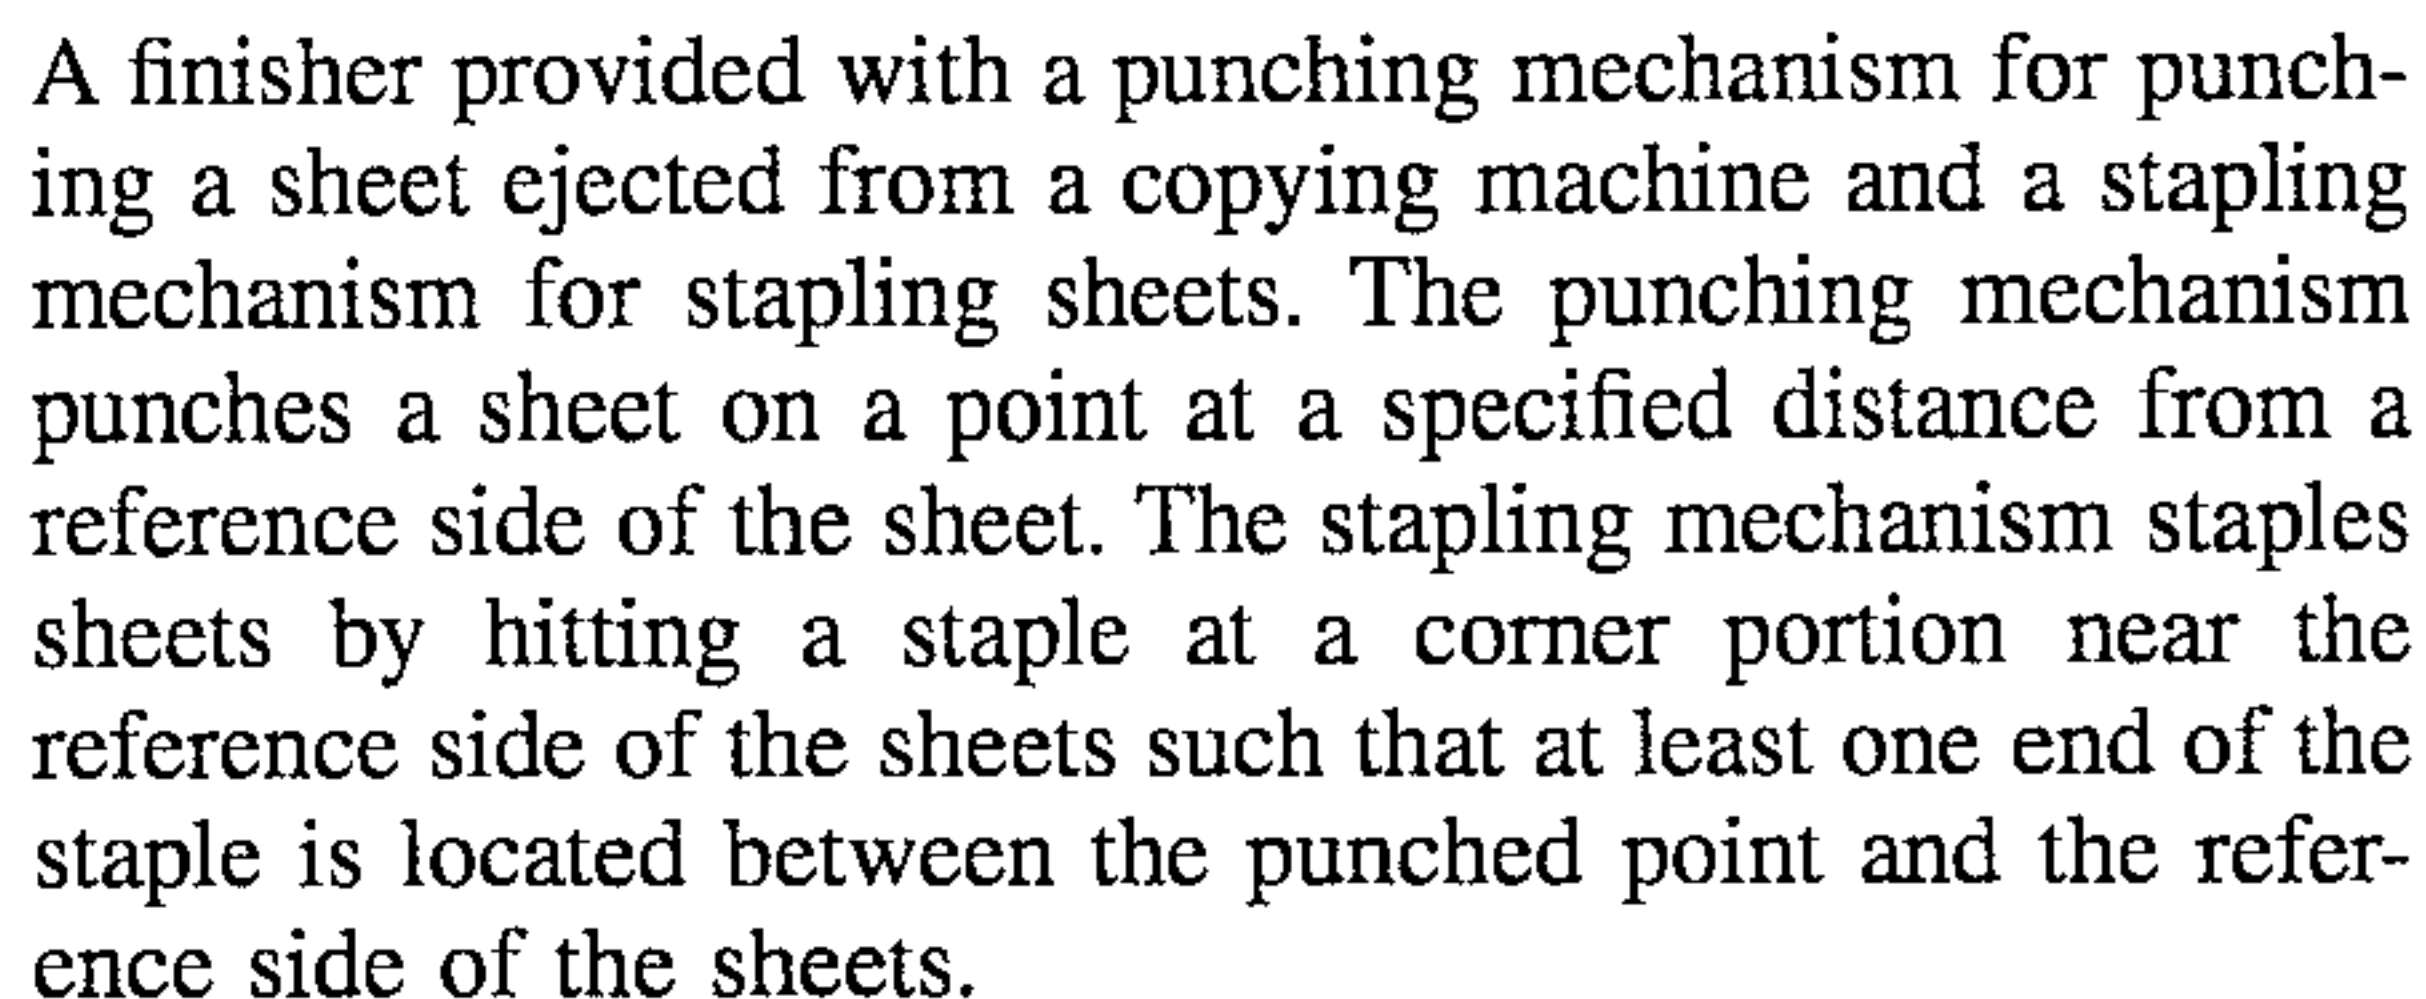 A finisher provided with a punching mechanism for punch-
ing a sheet ejected from a copying machine and a stapling
mechanism for stapling sheets. The punching mechanism
punches a sheet on a point at a specified distance from a
reference side of the sheet. The stapling mechanism staples
sheets by hitting a staple at a corner portion near the
reference side of the sheets such that at least one end of the
staple is located between the punched point and the refer-
ence side of the sheets.